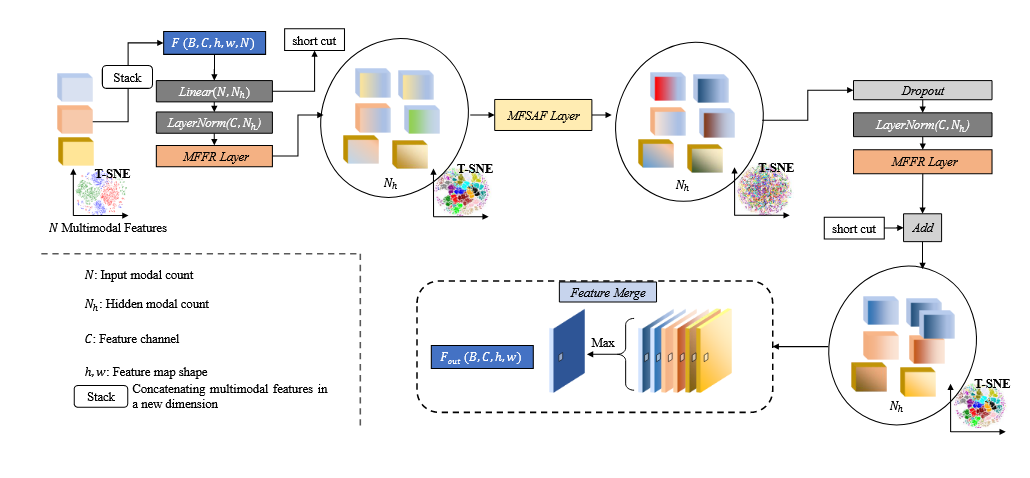 F (B, C, h, w, N)
short cut
Stack
Linear(N, N_h)
LayerNorm(C, N_h)
MFFR Layer
T-SNE
N Multimodal Features
N_h
T-SNE
MFSAF Layer
N_h
T-SNE
Dropout
LayerNorm(C, N_h)
MFFR Layer
short cut
Add
N_h
T-SNE
Feature Merge
Max
F_out (B, C, h, w)
N: Input modal count
N_h: Hidden modal count
C: Feature channel
h, w: Feature map shape
Stack
Concatenating multimodal features in
a new dimension